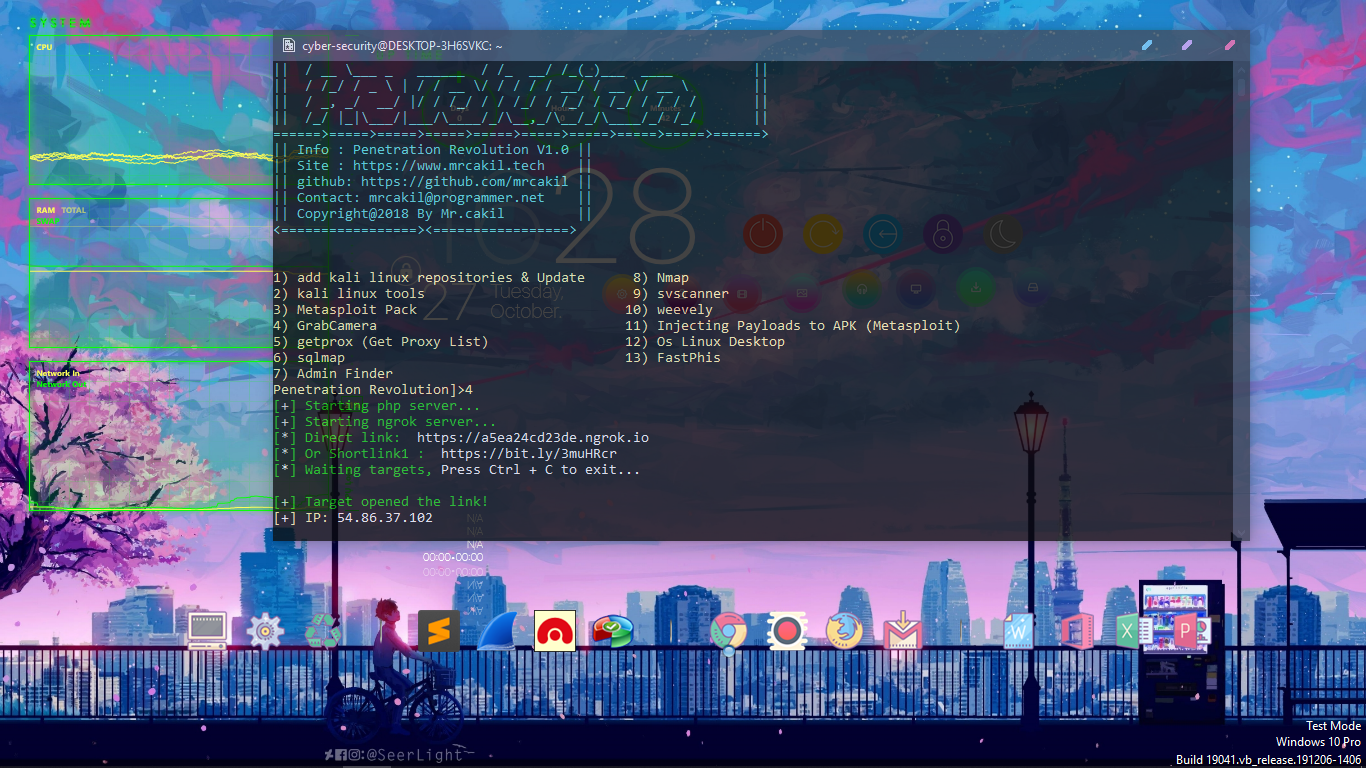 SYSTEM
CPU
cyber-security@DESKTOP-3H6SVKC: ~
|| Info : Penetration Revolution V1.0 ||
|| Site : https://www.mrcakil.tech ||
|| github: https://github.com/mrcakil ||
|| Contact: mrcakil@programmer.net ||
|| Copyright@2018 By Mr.cakil ||
<=================><=================>
RAM TOTAL
28
27 Tuesday,
October.
1) add kali linux repositories & Update 8) Nmap
2) kali linux tools 9) svscanner
3) Metasploit Pack 10) weevely
4) GrabCamera 11) Injecting Payloads to APK (Metasploit)
5) getprox (Get Proxy List) 12) Os Linux Desktop
6) sqlmap 13) FastPhis
7) Admin Finder
Penetration Revolution]>4
[+] Starting php server...
[+] Starting ngrok server...
[*] Direct link: https://a5ea24cd23de.ngrok.io
[*] Or Shortlink1 : https://bit.ly/3muHRcr
[*] Waiting targets, Press Ctrl + C to exit...
[+] Target opened the link!
[+] IP: 54.86.37.102
Network In
Network Out
N/A
N/A
N/A
00:00-00:00
@SeerLight
Test Mode
Windows 10 Pro
Build 19041.vb_release.191206-1406